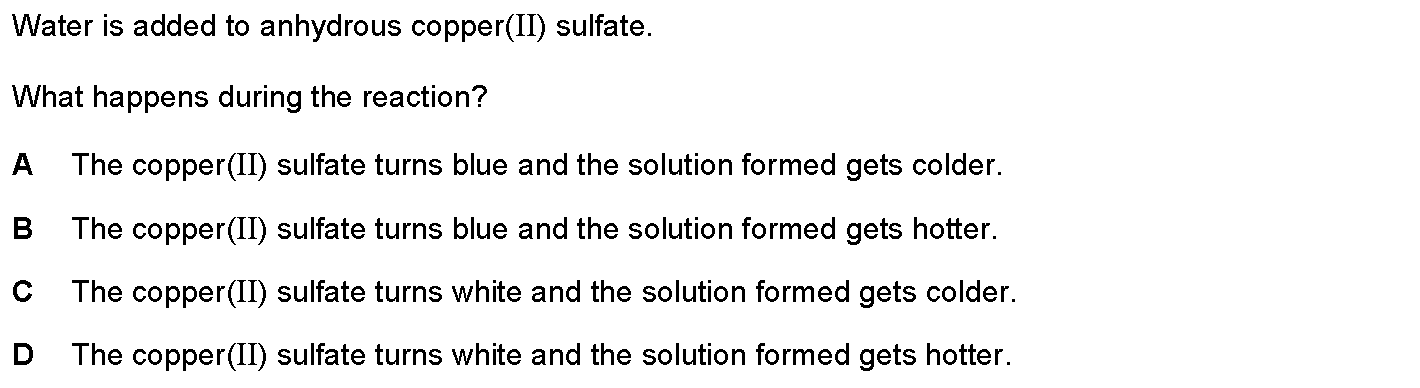 Water is added to anhydrous copper(II) sulfate.
What happens during the reaction?
A The copper(II) sulfate turns blue and the solution formed gets colder.
B The copper(II) sulfate turns blue and the solution formed gets hotter.
C The copper(II) sulfate turns white and the solution formed gets colder.
D The copper(II) sulfate turns white and the solution formed gets hotter.